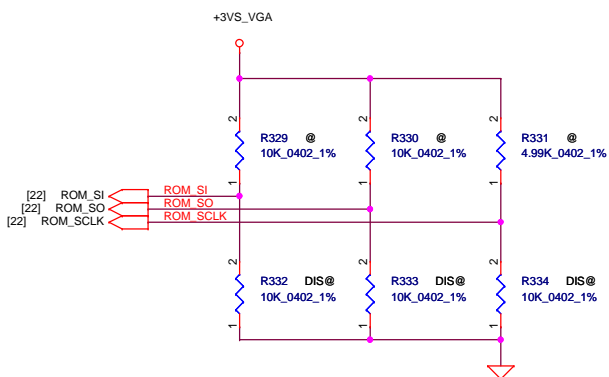 +3VS_VGA
2 2 2
R329 @ R330 @ R331 @
10K_0402_1% 10K_0402_1% 4.99K_0402_1%
1 1 1
[22] ROM_SI ROM_SI
[22] ROM_SO ROM_SO
[22] ROM_SCLK ROM_SCLK
2 2 2
R332 DIS@ R333 DIS@ R334 DIS@
10K_0402_1% 10K_0402_1% 10K_0402_1%
1 1 1